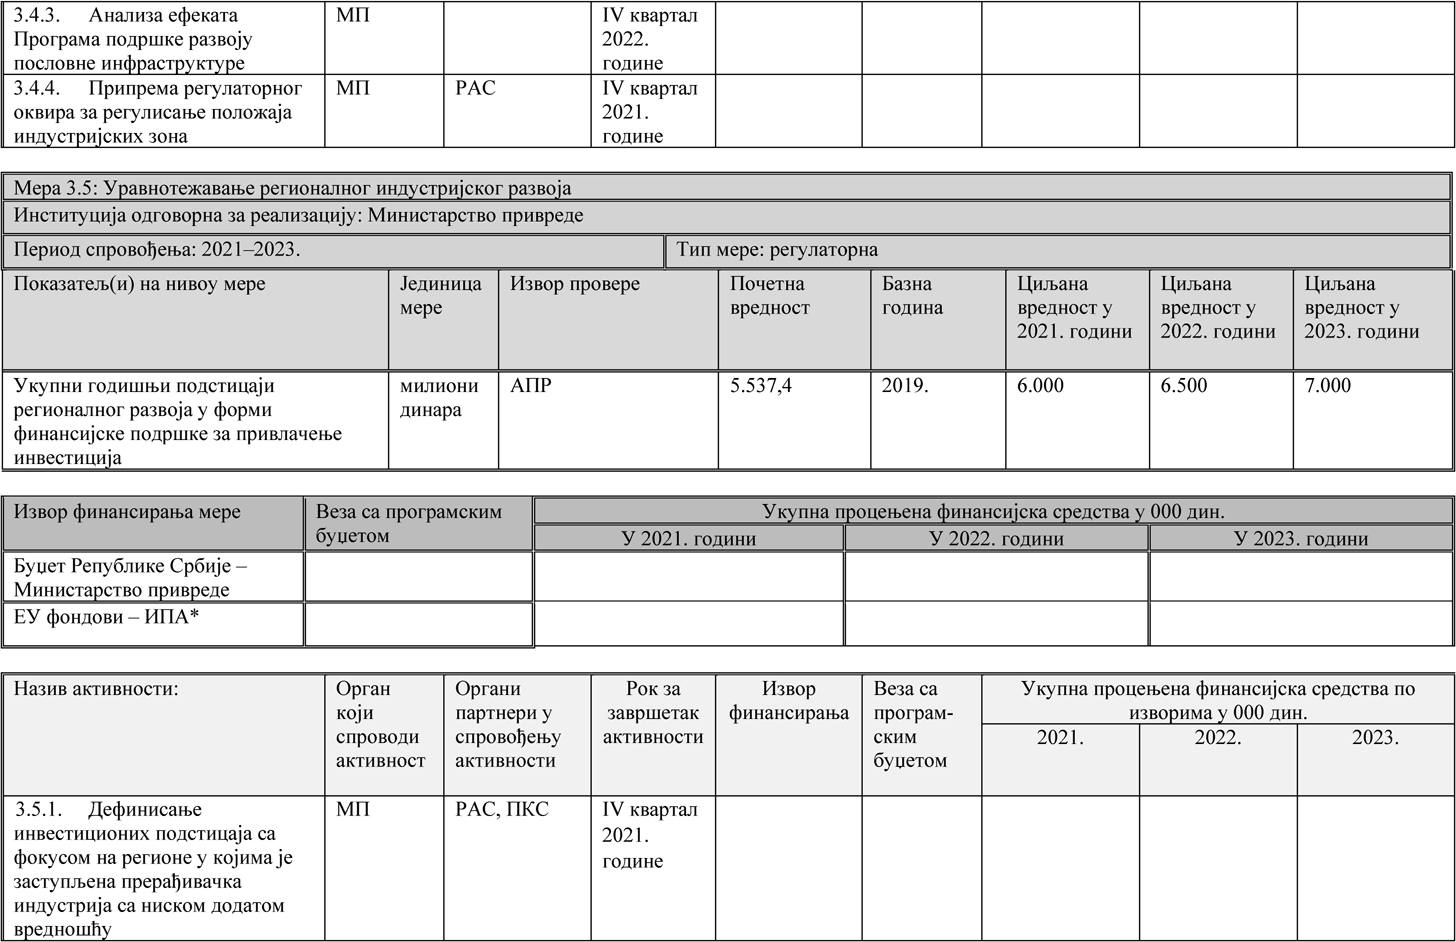 3.4.3. Анализа ефеката
Програма подршке развоју
пословне инфраструктуре
МП
IV квартал
2022.
године
3.4.4. Припрема регулаторног
оквира за регулисање положаја
индустријских зона
МП
РАС
IV квартал
2021.
године
Мера 3.5: Уравнотежавање регионалног индустријског развоја
Институција одговорна за реализацију: Министарство привреде
Период спровођења: 2021–2023.
Тип мере: регулаторна
Показатељ(и) на нивоу мере
Јединица
мере
Извор провере
Почетна
вредност
Базна
година
Циљана
вредност у
2021. години
Циљана
вредност у
2022. години
Циљана
вредност у
2023. години
Укупни годишњи подстицаји
регионалног развоја у форми
финансијске подршке за привлачење
инвестиција
милиони
динара
АПР
5.537,4
2019.
6.000
6.500
7.000
Извор финансирања мере
Веза са програмским
буџетом
Укупна процењена финансијска средства у 000 дин.
У 2021. години
У 2022. години
У 2023. години
Буџет Републике Србије –
Министарство привреде
ЕУ фондови – ИПА*
Назив активности:
Орган
који
спроводи
активност
Органи
партнери у
спровођењу
активности
Рок за
завршетак
активности
Извор
финансирања
Веза са
програм-
ским
буџетом
Укупна процењена финансијска средства по
изворима у 000 дин.
2021.
2022.
2023.
3.5.1. Дефинисање
инвестиционих подстицаја са
фокусом на регионе у којима је
заступљена прерађивачка
индустрија са ниском додатом
вредношћу
МП
РАС, ПКС
IV квартал
2021.
године